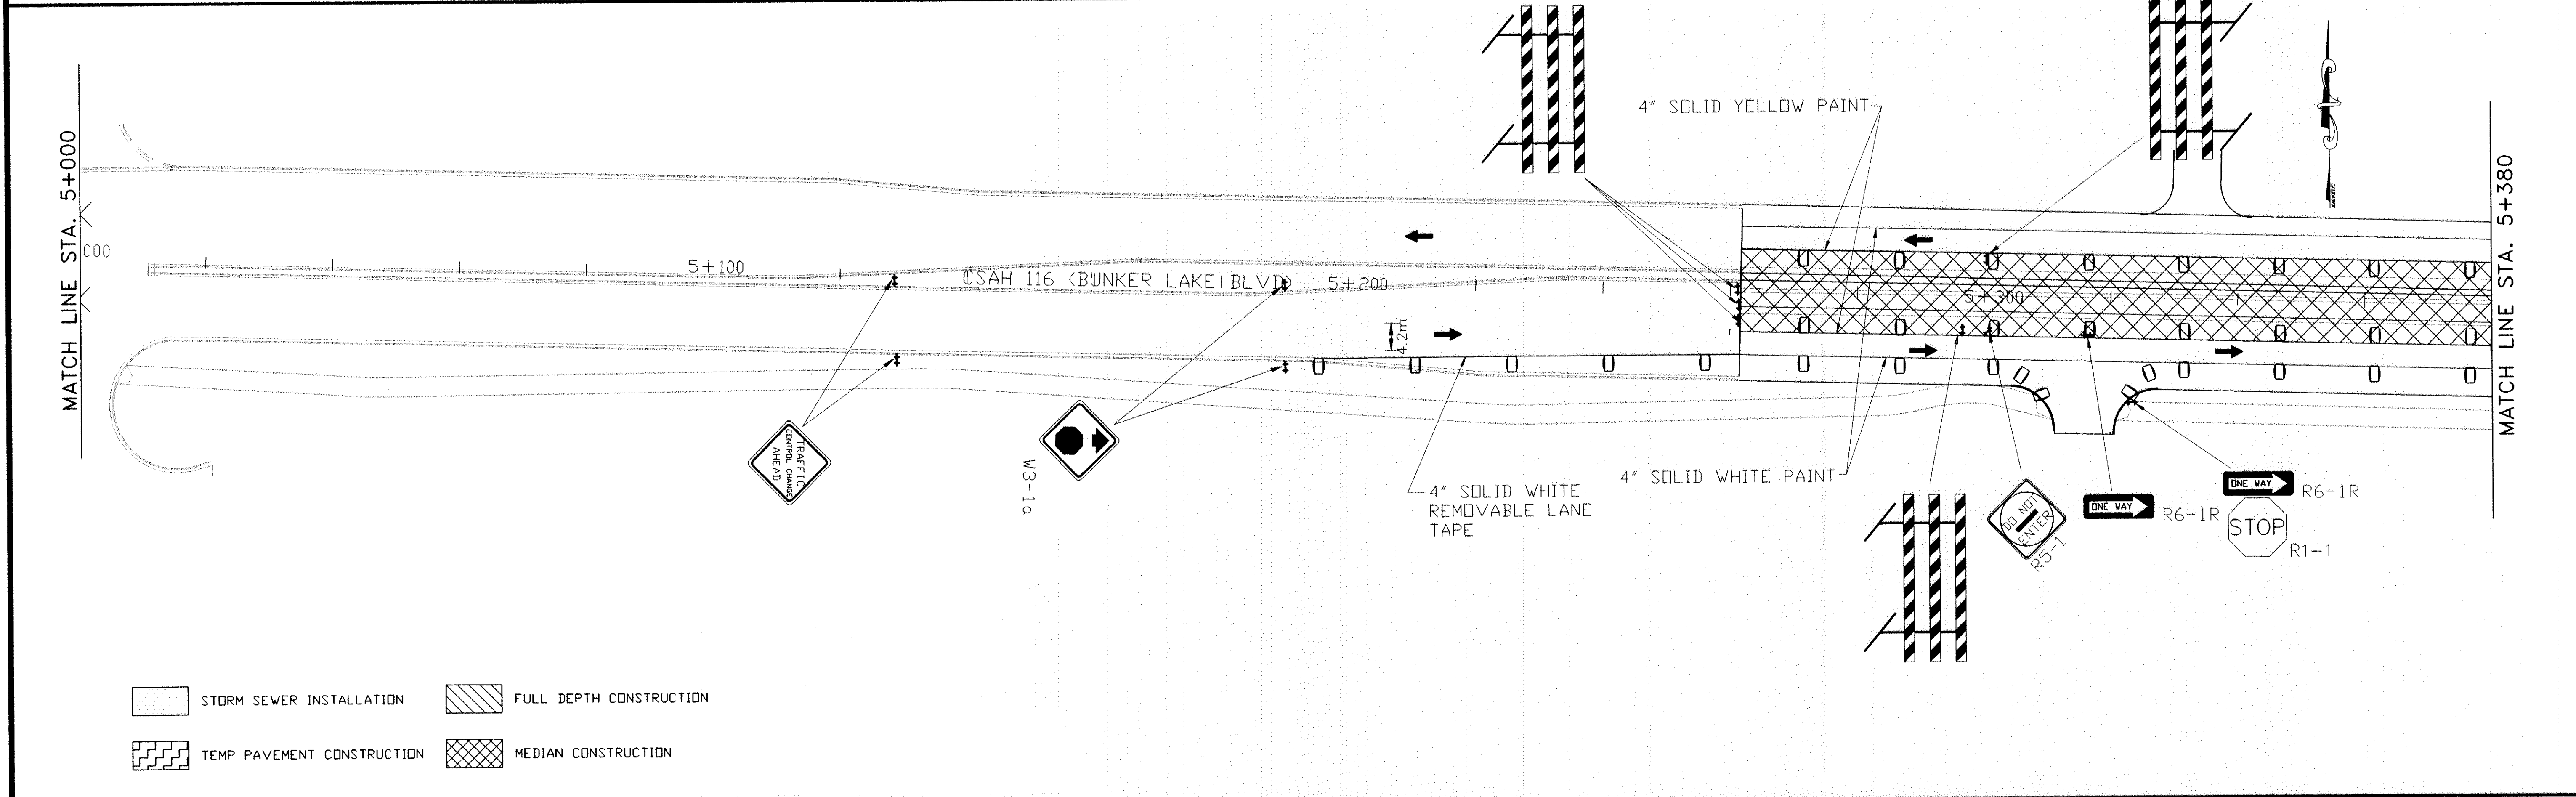 MATCH LINE STA. 5+000
000
5+100
CSAH 116 (BUNKER LAKE BLVD)
5+200
4.2m
4" SOLID YELLOW PAINT
5+300
MATCH LINE STA. 5+380
TRAFFIC
CONTROL CHANGE
AHEAD
W3-1a
4" SOLID WHITE
REMOVABLE LANE
TAPE
4" SOLID WHITE PAINT
DO NOT
ENTER
R5-1
ONE WAY
R6-1R
ONE WAY
R6-1R
STOP
R1-1
STORM SEWER INSTALLATION
FULL DEPTH CONSTRUCTION
TEMP PAVEMENT CONSTRUCTION
MEDIAN CONSTRUCTION